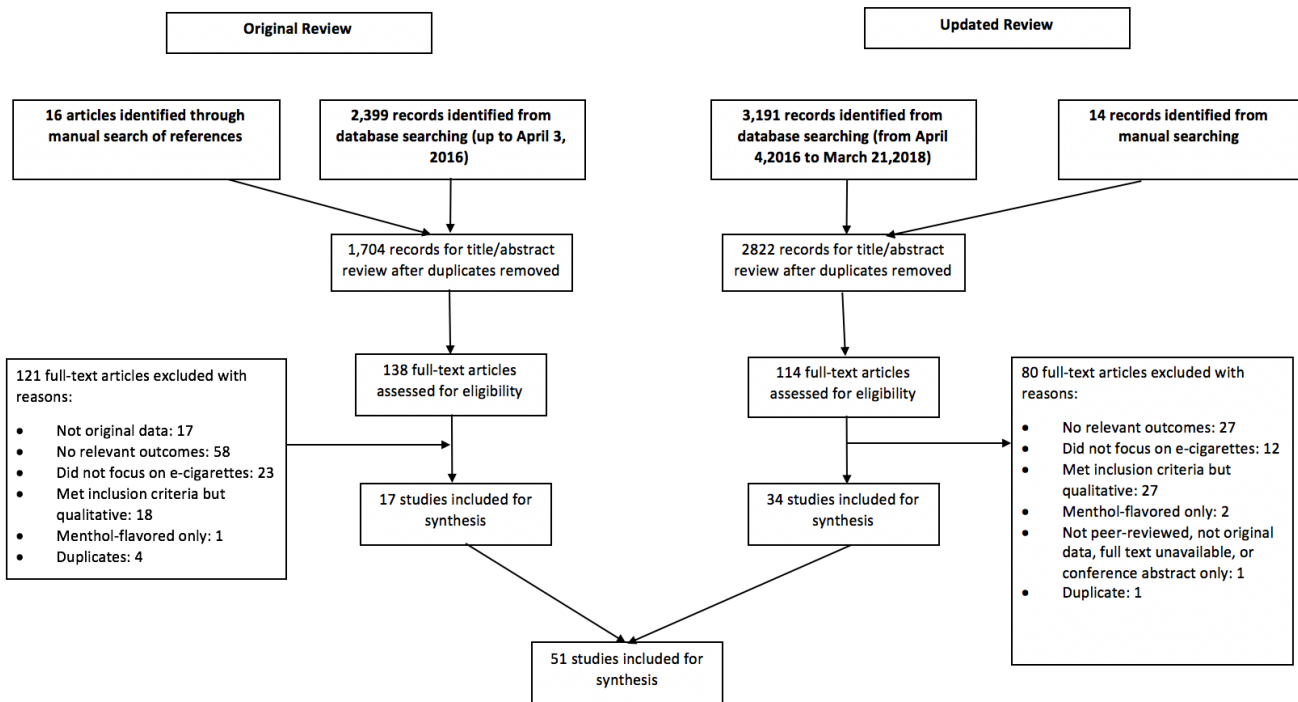 Original Review
Updated Review
16 articles identified through
manual search of references
2,399 records identified from
database searching (up to April 3,
2016)
3,191 records identified from
database searching (from April
4,2016 to March 21,2018)
14 records identified from
manual searching
1,704 records for title/abstract
review after duplicates removed
2822 records for title/abstract
review after duplicates removed
121 full-text articles excluded with
reasons:
• Not original data: 17
• No relevant outcomes: 58
• Did not focus on e-cigarettes: 23
• Met inclusion criteria but
qualitative: 18
• Menthol-flavored only: 1
• Duplicates: 4
138 full-text articles
assessed for eligibility
114 full-text articles
assessed for eligibility
80 full-text articles excluded with
reasons:
• No relevant outcomes: 27
• Did not focus on e-cigarettes: 12
• Met inclusion criteria but
qualitative: 27
• Menthol-flavored only: 2
• Not peer-reviewed, not original
data, full text unavailable, or
conference abstract only: 1
• Duplicate: 1
17 studies included for
synthesis
34 studies included for
synthesis
51 studies included for
synthesis